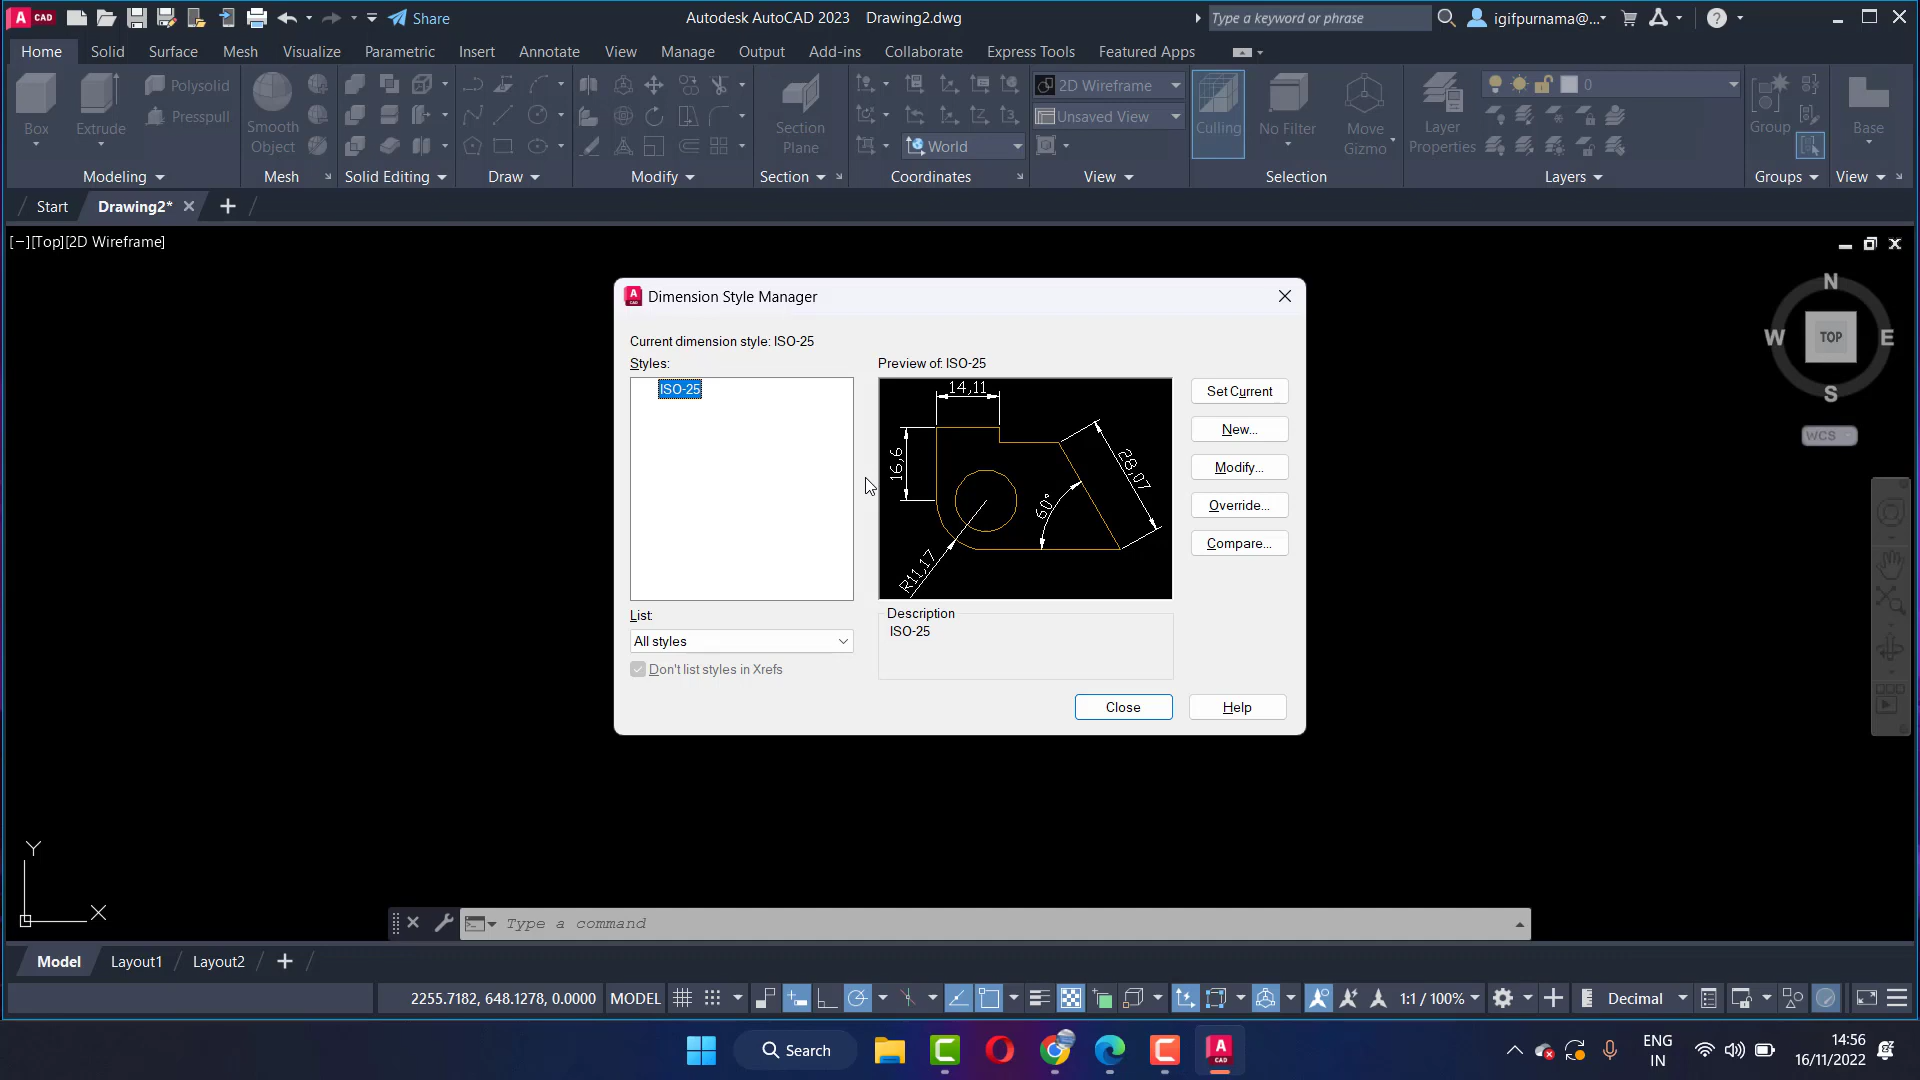 A CAD
Share
Autodesk AutoCAD 2023 Drawing2.dwg
Type a keyword or phrase
igifpurnama@...
Home Solid Surface Mesh Visualize Parametric Insert Annotate View Manage Output Add-ins Collaborate Express Tools Featured Apps
Box
Extrude
Polysolid
Presspull
Smooth
Object
Section
Plane
World
2D Wireframe
Unsaved View
Culling
No Filter
Move
Gizmo
Layer
Properties
0
Group
Base
Modeling
Mesh
Solid Editing
Draw
Modify
Section
Coordinates
View
Selection
Layers
Groups
View
Start
Drawing2*
[−][Top][2D Wireframe]
N
W
TOP
E
S
WCS
Dimension Style Manager
Current dimension style: ISO-25
Styles:
ISO-25
Preview of: ISO-25
14,11
16,6
28,07
60°
R11,17
Set Current
New...
Modify...
Override...
Compare...
List:
All styles
Don't list styles in Xrefs
Description
ISO-25
Close
Help
Y
X
Type a command
Model
Layout1
Layout2
2255.7182, 648.1278, 0.0000
MODEL
1:1 / 100%
Decimal
Search
A CAD
ENG
IN
14:56
16/11/2022